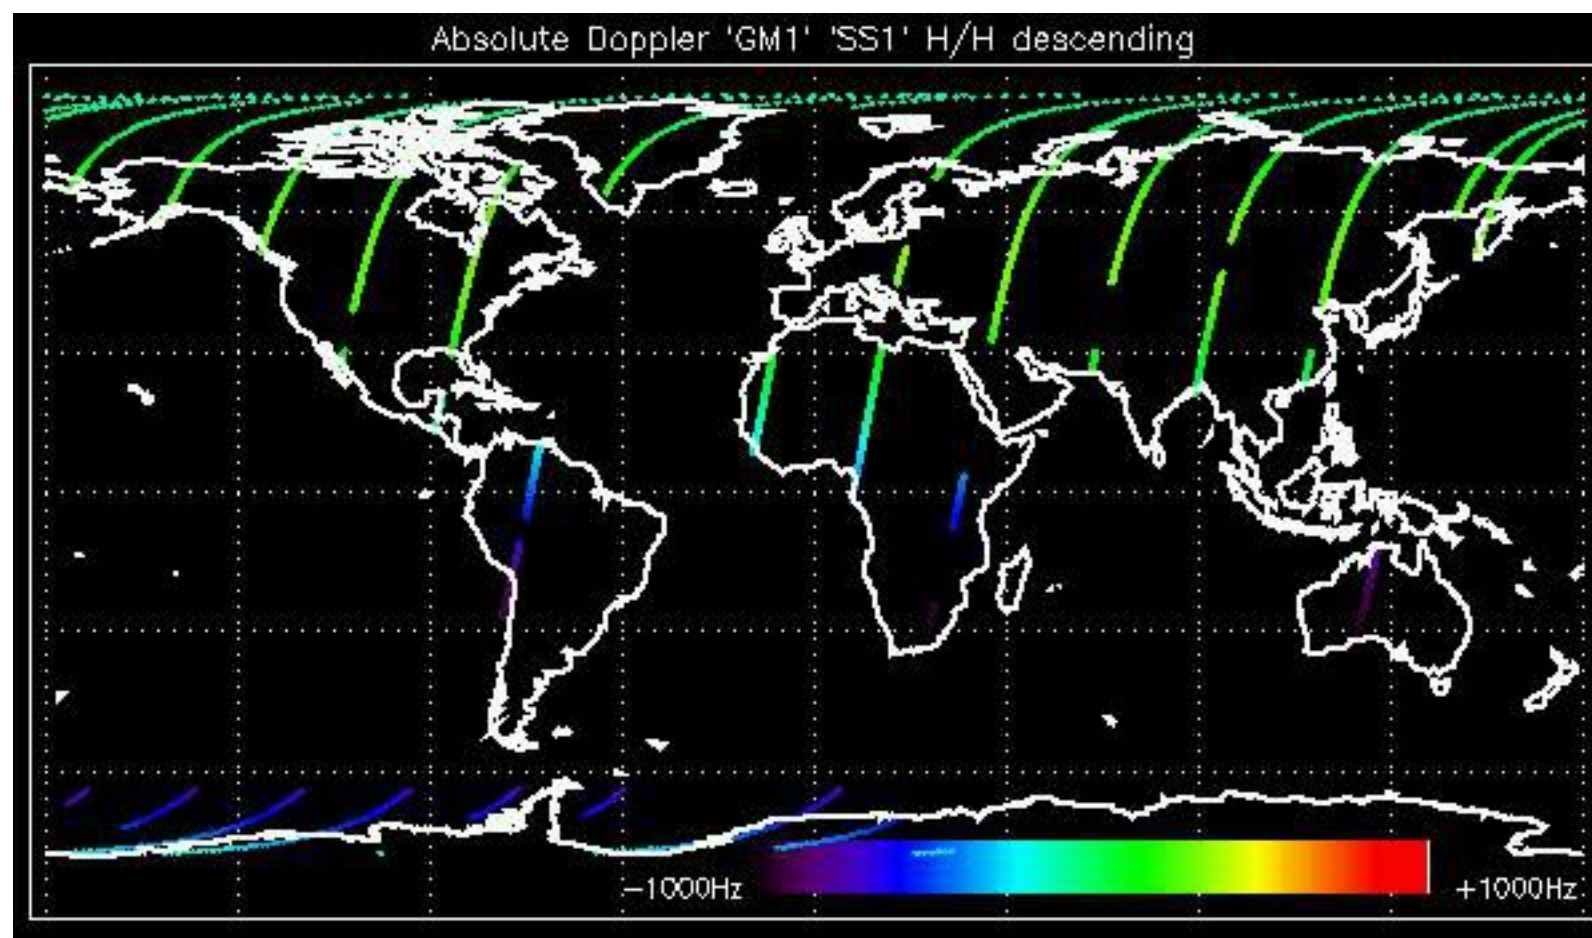 Absolute Doppler 'GM1' 'SS1' H/H descending
-1000Hz
+1000Hz